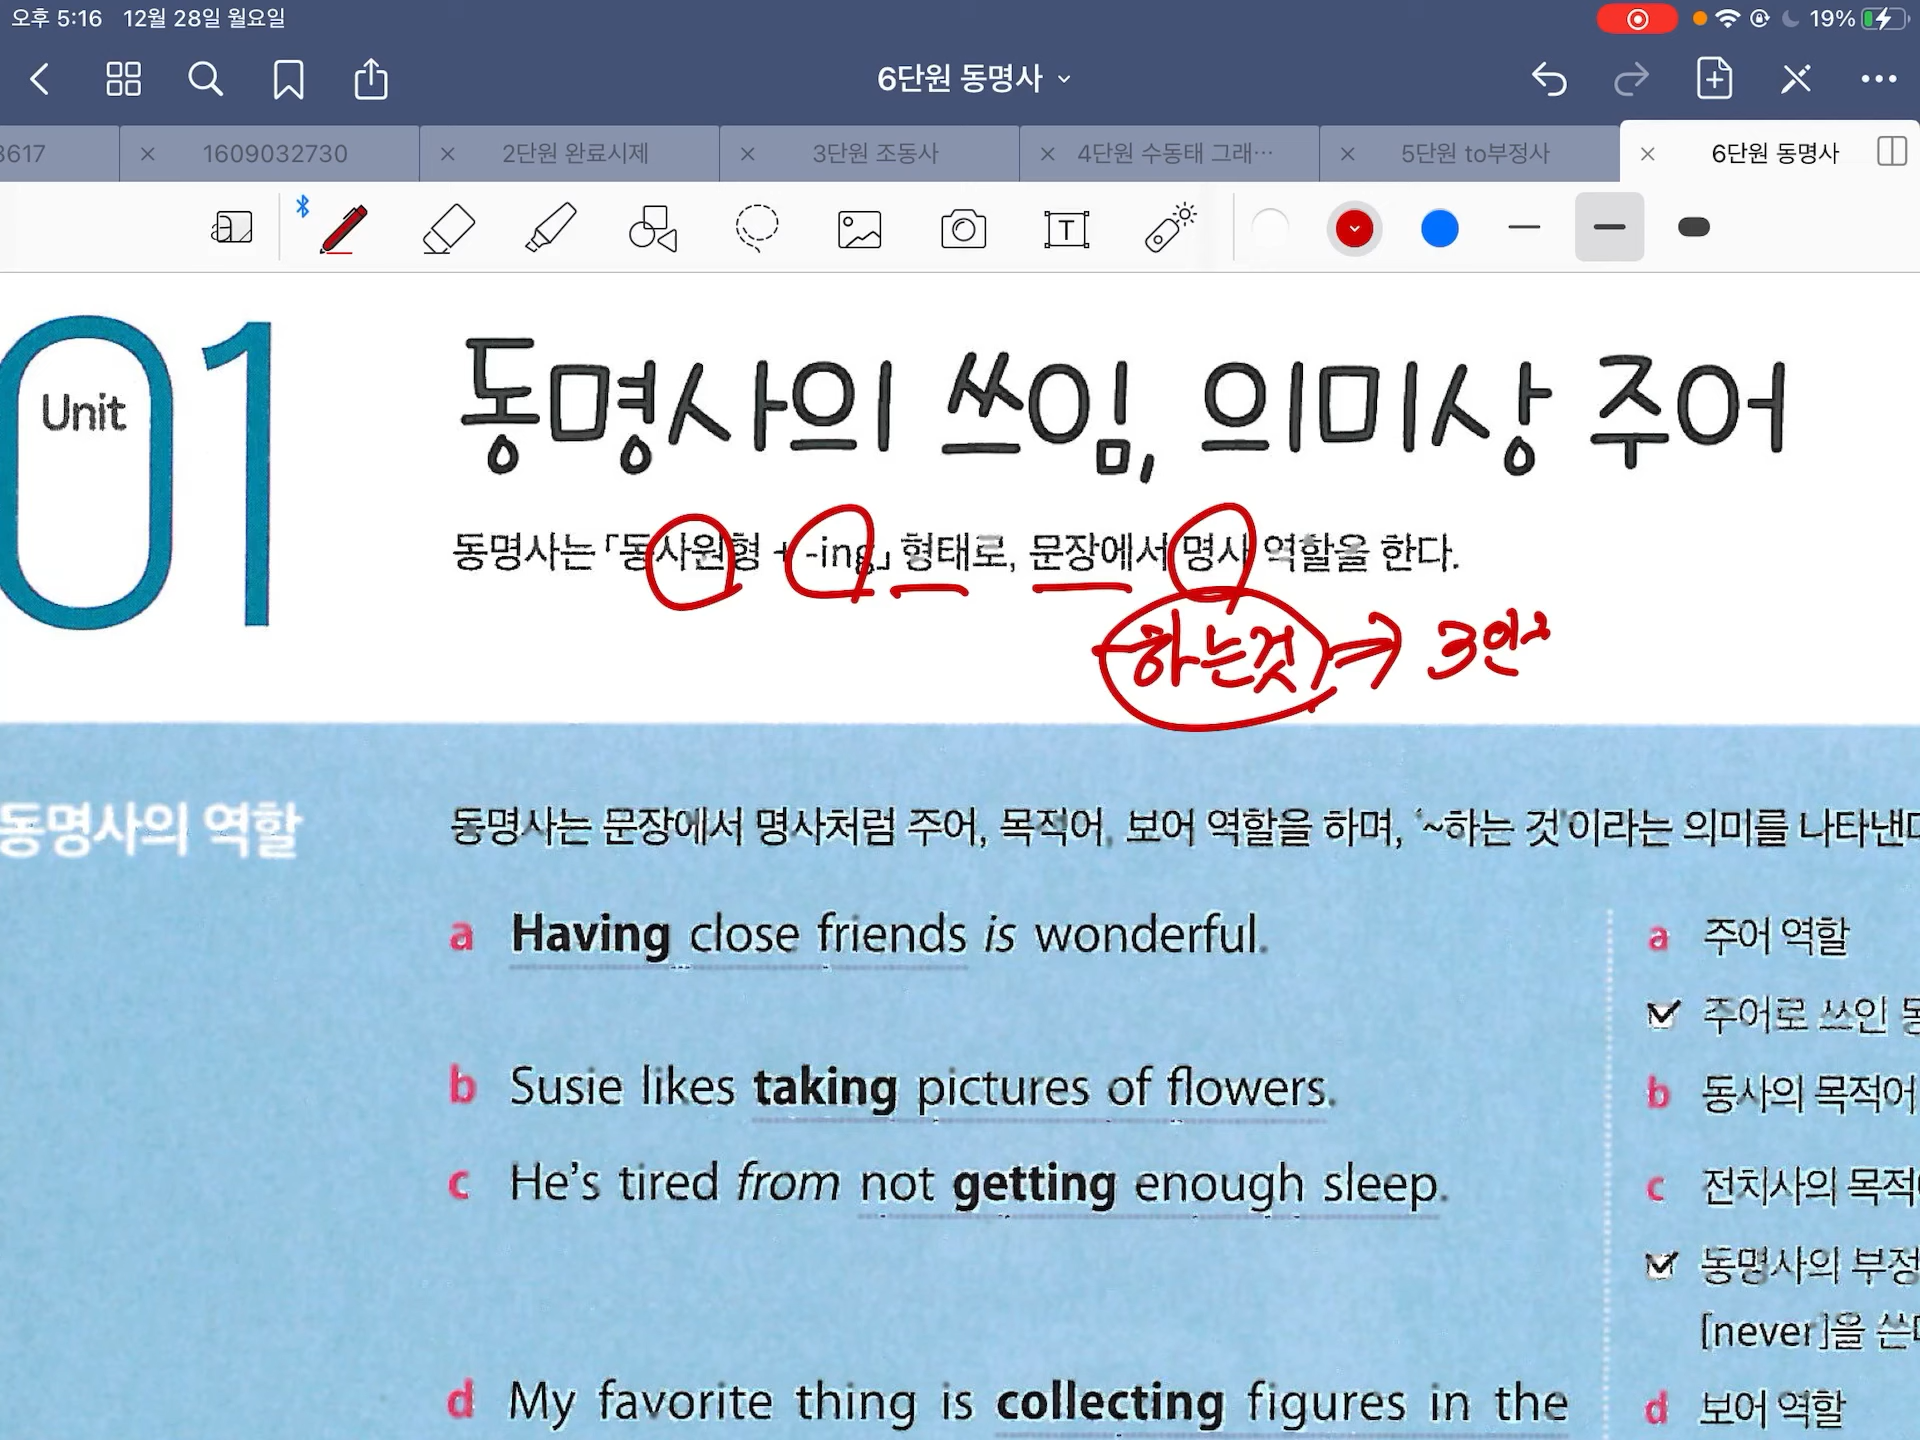 오후 5:16 12월 28일 월요일 19%
6단원 동명사
3617 1609032730 2단원 완료시제 3단원 조동사 4단원 수동태 그래… 5단원 to부정사 6단원 동명사
T
Unit 01
동명사의 쓰임, 의미상 주어
동명사는 「동사원형 + -ing」 형태로, 문장에서 명사 역할을 한다.
하는것 → 3인
동명사의 역할
동명사는 문장에서 명사처럼 주어, 목적어, 보어 역할을 하며, '~하는 것'이라는 의미를 나타낸
a Having close friends is wonderful.
a 주어 역할
주어로 쓰인
b Susie likes taking pictures of flowers.
b 동사의 목적어
c He's tired from not getting enough sleep.
c 전치사의 목적
동명사의 부정
[never]을 쓴
d My favorite thing is collecting figures in the
d 보어 역할